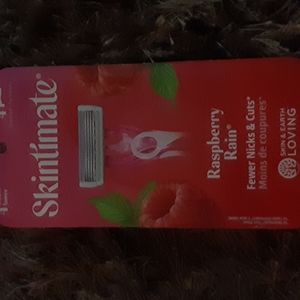 Skintimate®
Raspberry
Rain®
Fewer Nicks & Cuts*
Moins de coupures*
SKIN & EARTH
LOVING